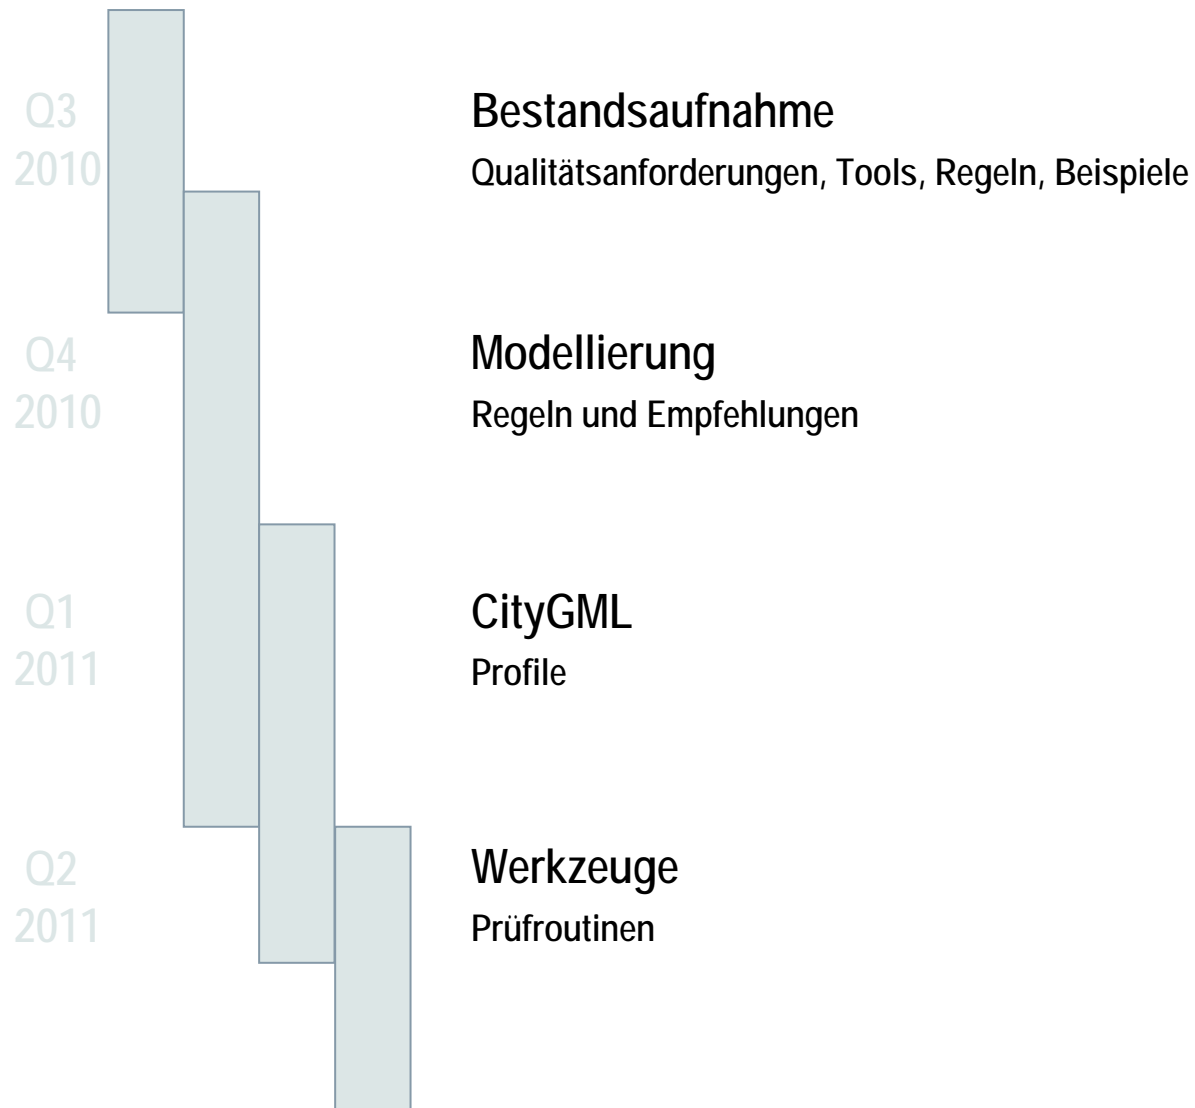 Q3
2010
Bestandsaufnahme
Qualitätsanforderungen, Tools, Regeln, Beispiele
Q4
2010
Modellierung
Regeln und Empfehlungen
Q1
2011
CityGML
Profile
Q2
2011
Werkzeuge
Prüfroutinen